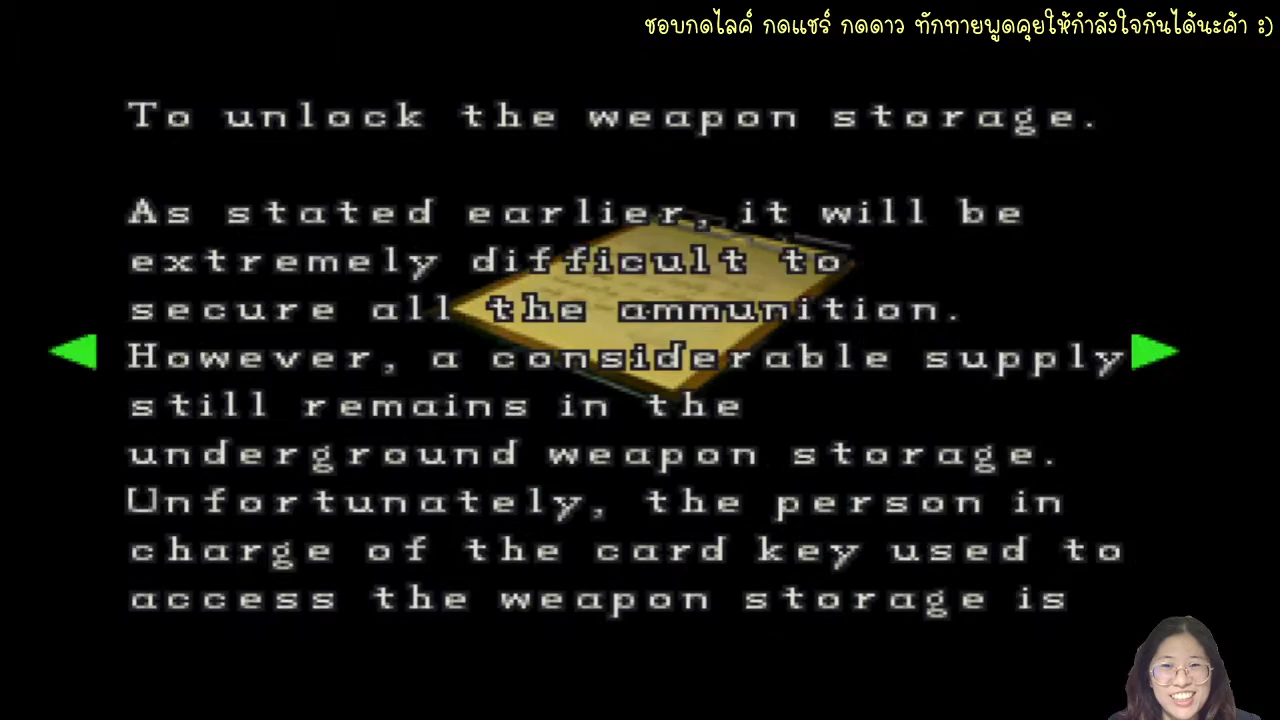 ชอบกดไลค์ กดแชร์ กดดาว ทักทายพูดคุยให้กำลังใจกันได้นะค้า :)
To unlock the weapon storage.
As stated earlier, it will be
extremely difficult to
secure all the ammunition.
However, a considerable supply
still remains in the
underground weapon storage.
Unfortunately, the person in
charge of the card key used to
access the weapon storage is